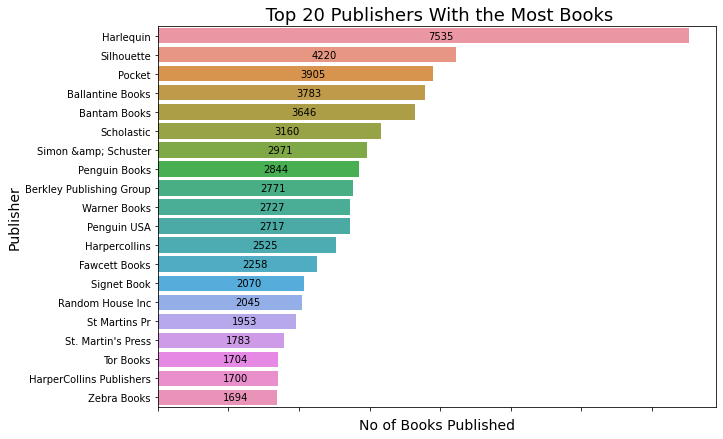 Top 20 Publishers With the Most Books
Harlequin 7535
Silhouette 4220
Pocket 3905
Ballantine Books 3783
Bantam Books 3646
Scholastic 3160
Simon &amp; Schuster 2971
Penguin Books 2844
Berkley Publishing Group 2771
Warner Books 2727
Penguin USA 2717
Harpercollins 2525
Fawcett Books 2258
Signet Book 2070
Random House Inc 2045
St Martins Pr 1953
St. Martin's Press 1783
Tor Books 1704
HarperCollins Publishers 1700
Zebra Books 1694
Publisher
No of Books Published